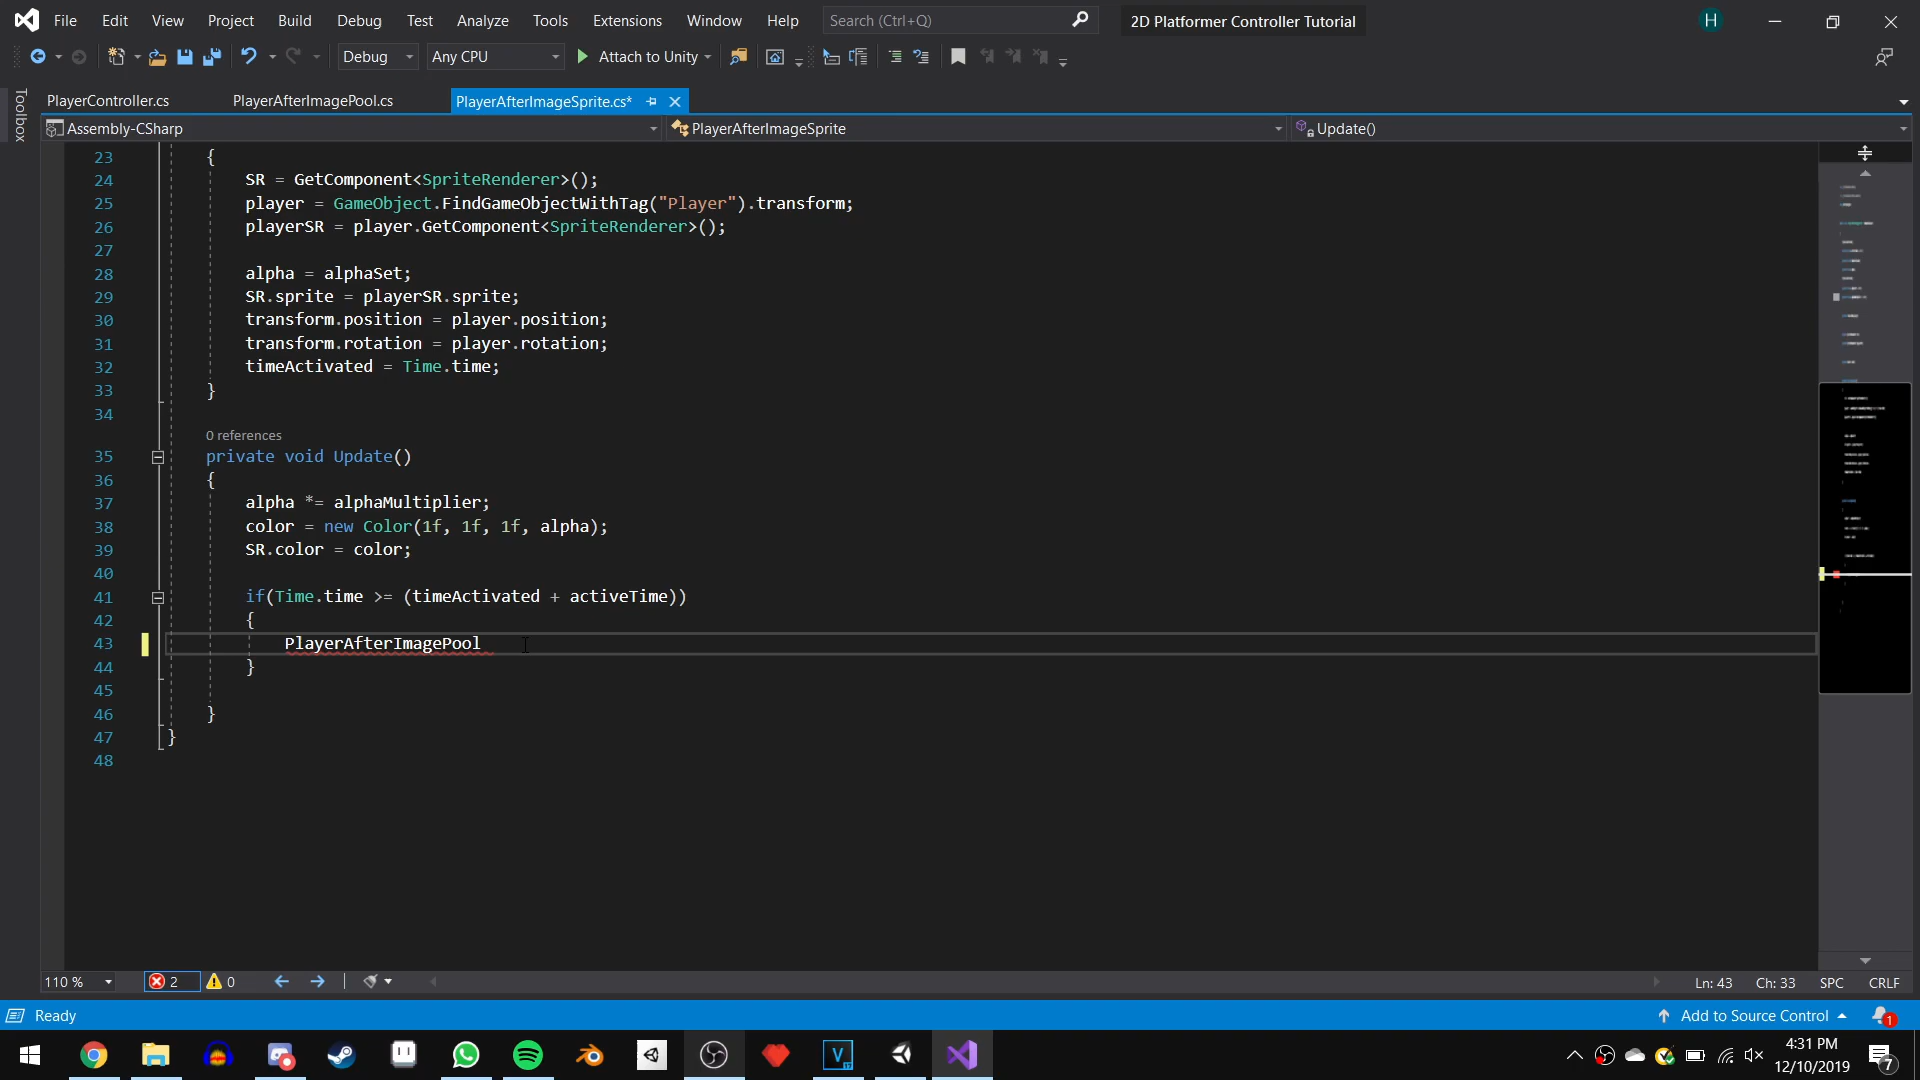 File Edit View Project Build Debug Test Analyze Tools Extensions Window Help Search (Ctrl+Q) 2D Platformer Controller Tutorial H
Debug Any CPU Attach to Unity
Toolbox
PlayerController.cs PlayerAfterImagePool.cs PlayerAfterImageSprite.cs*
Assembly-CSharp PlayerAfterImageSprite Update()
23 {
24 SR = GetComponent<SpriteRenderer>();
25 player = GameObject.FindGameObjectWithTag("Player").transform;
26 playerSR = player.GetComponent<SpriteRenderer>();
27
28 alpha = alphaSet;
29 SR.sprite = playerSR.sprite;
30 transform.position = player.position;
31 transform.rotation = player.rotation;
32 timeActivated = Time.time;
33 }
34
0 references
35 private void Update()
36 {
37 alpha *= alphaMultiplier;
38 color = new Color(1f, 1f, 1f, alpha);
39 SR.color = color;
40
41 if(Time.time >= (timeActivated + activeTime))
42 {
43 PlayerAfterImagePool
44 }
45
46 }
47 }
48
110 % 2 0 Ln: 43 Ch: 33 SPC CRLF
Ready Add to Source Control 1
4:31 PM
12/10/2019 7